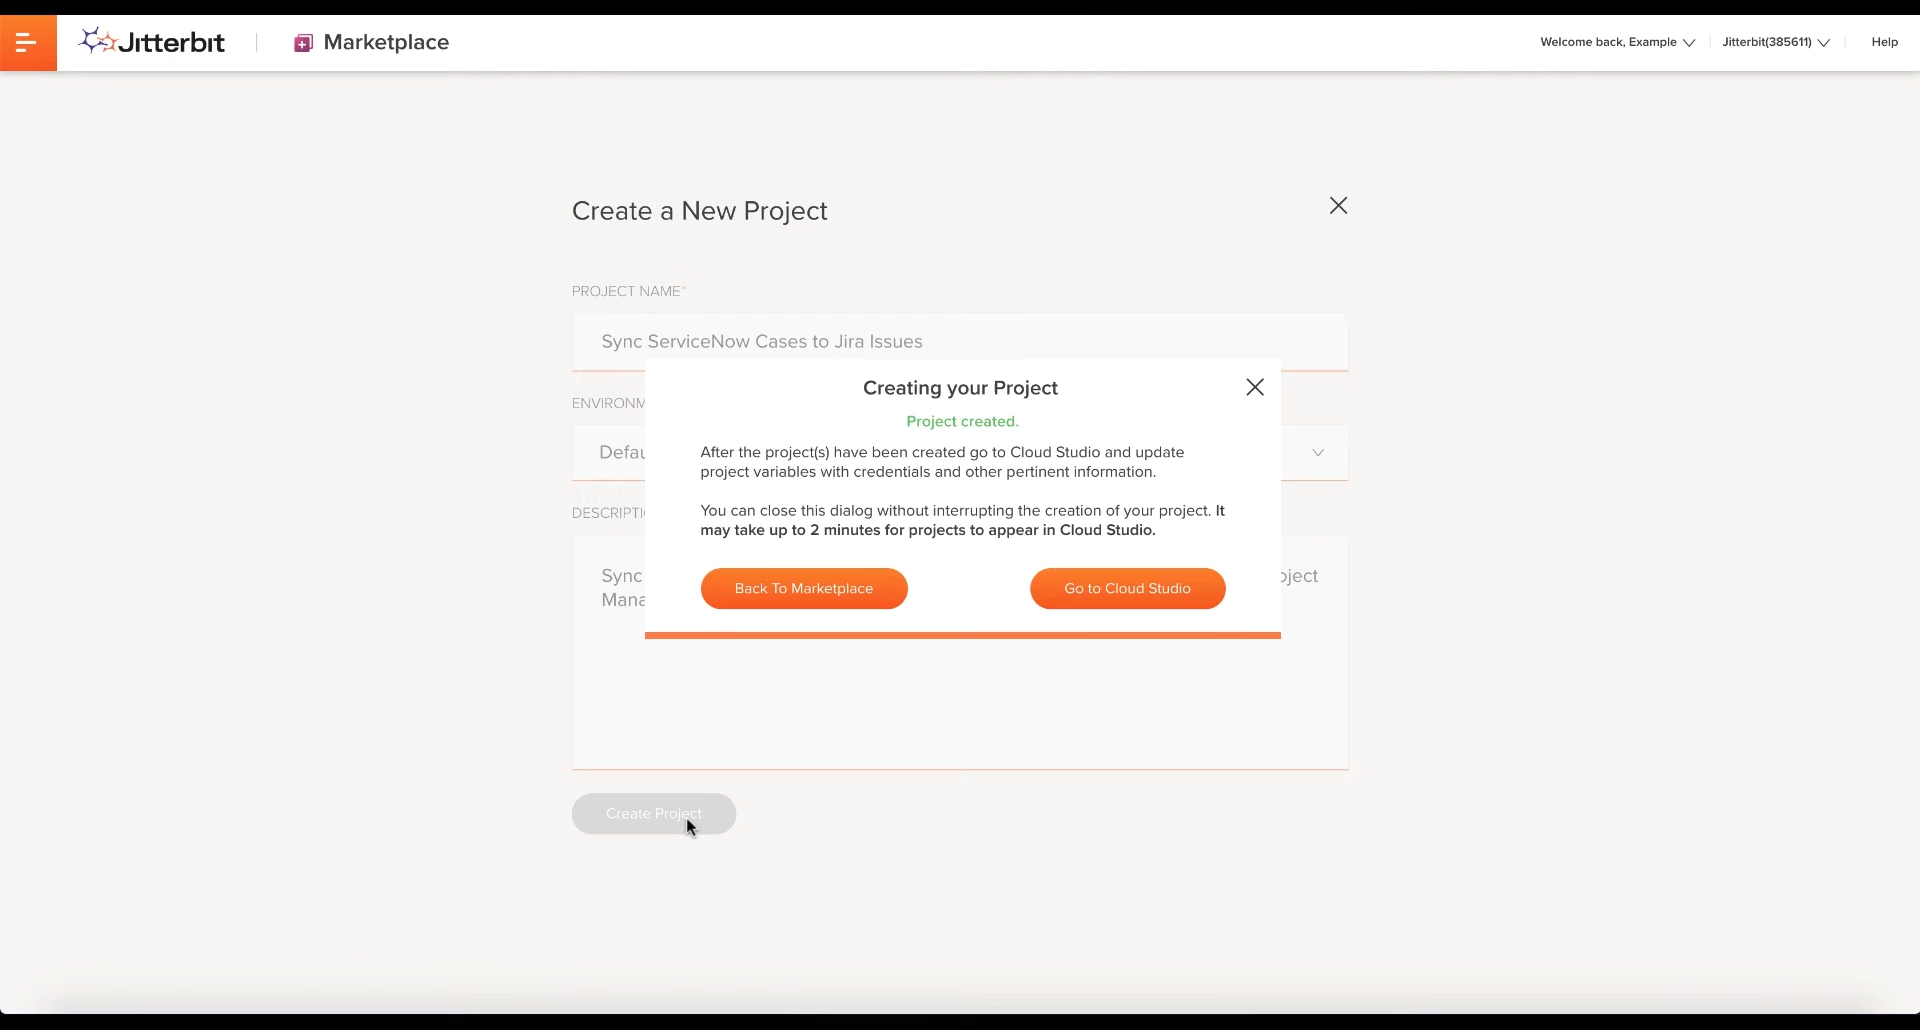 Jitterbit
Marketplace
Welcome back, Example
Jitterbit(385611)
Help
Create a New Project
PROJECT NAME*
Sync ServiceNow Cases to Jira Issues
Creating your Project
Project created.
After the project(s) have been created go to Cloud Studio and update
project variables with credentials and other pertinent information.
You can close this dialog without interrupting the creation of your project. It
may take up to 2 minutes for projects to appear in Cloud Studio.
Back To Marketplace
Go to Cloud Studio
Sync
Create Project